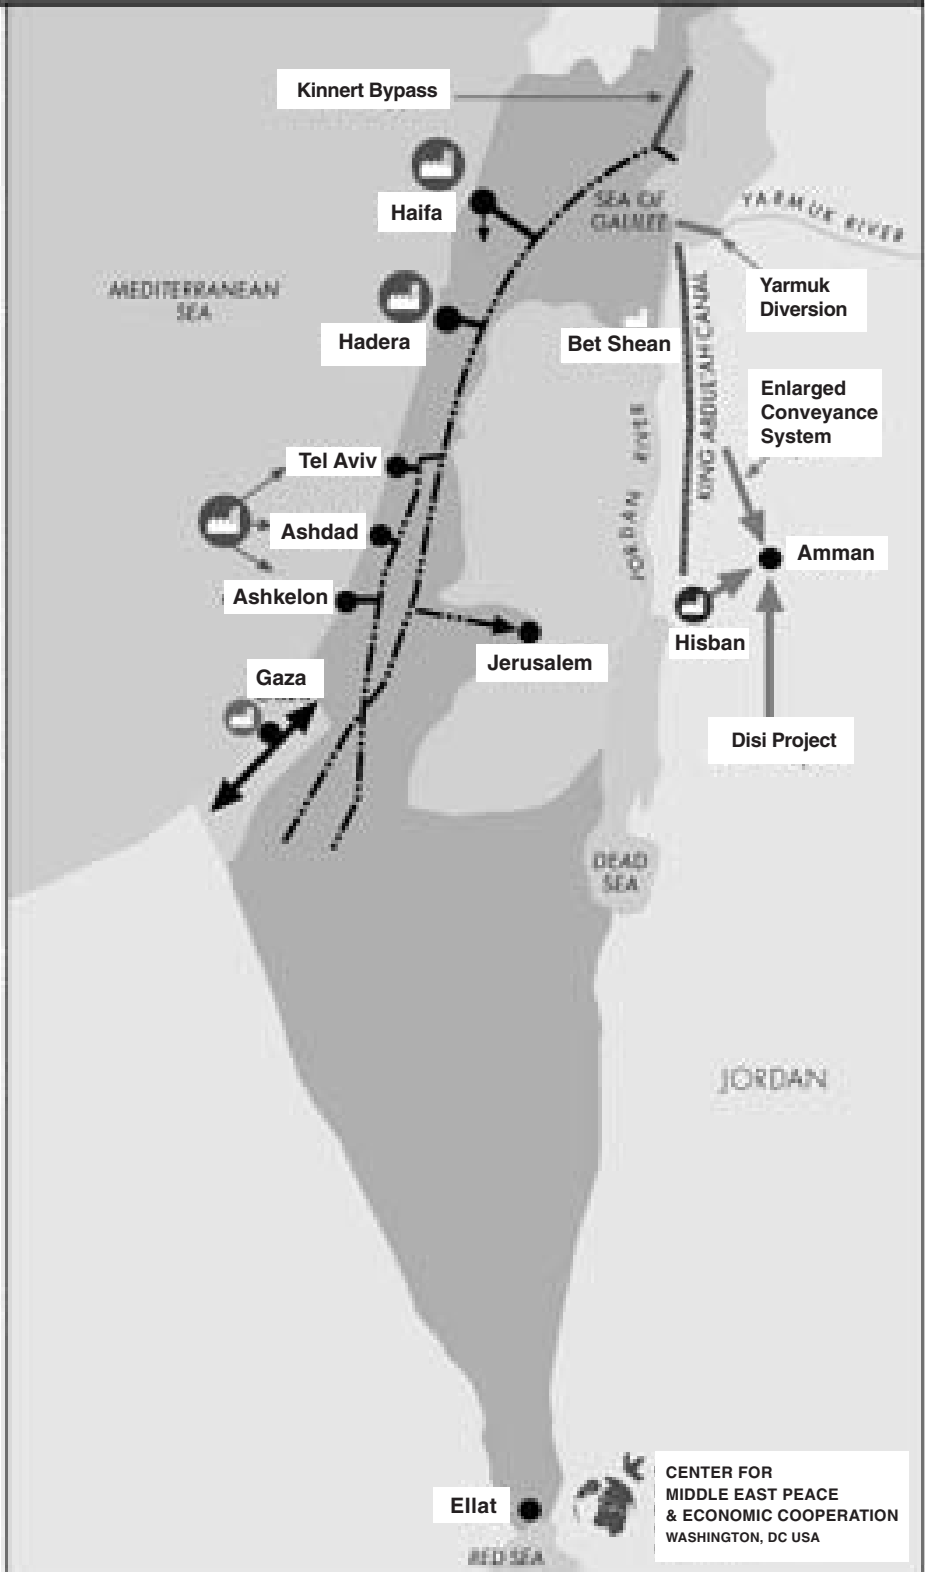 Kinnert Bypass
Haifa
SEA OF
GALILEE
YARMUK RIVER
MEDITERRANEAN
SEA
Yarmuk
Diversion
Hadera
Bet Shean
KING ABDULAH CANAL
Enlarged
Conveyance
System
JORDAN RIVER
Tel Aviv
Ashdad
Amman
Ashkelon
Hisban
Jerusalem
Gaza
Disi Project
DEAD
SEA
JORDAN
Ellat
RED SEA
CENTER FOR
MIDDLE EAST PEACE
& ECONOMIC COOPERATION
WASHINGTON, DC USA